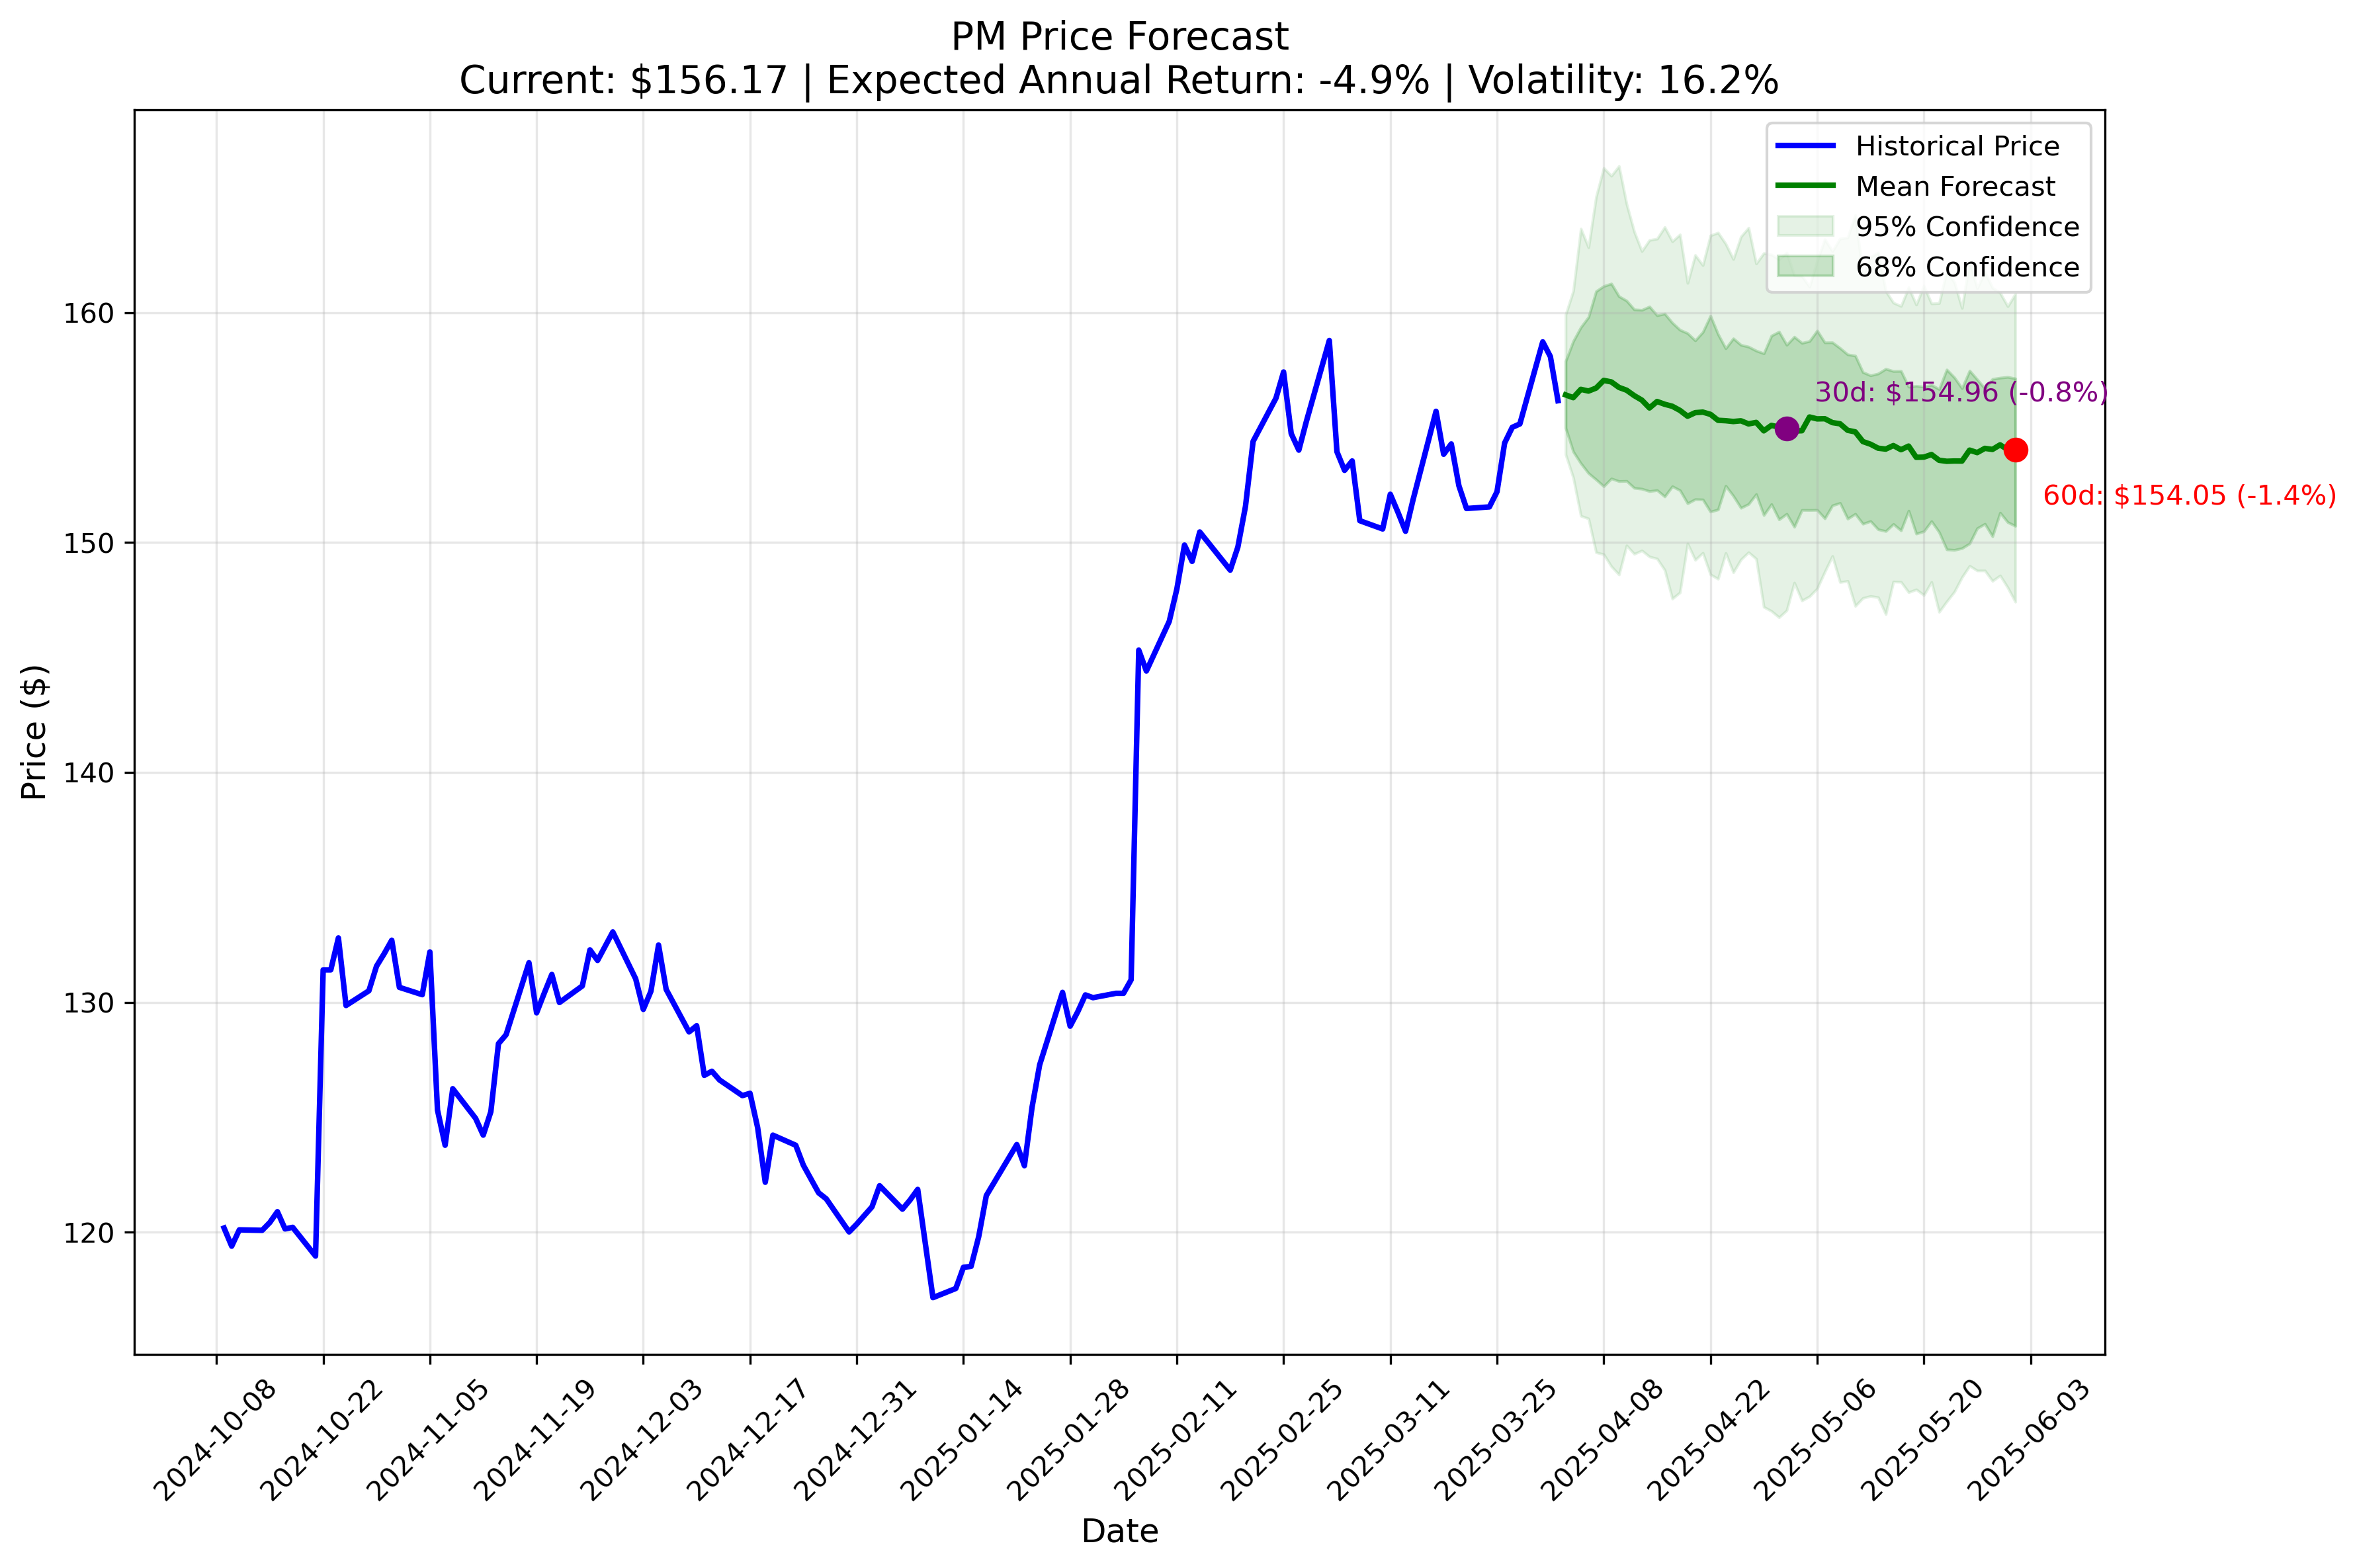 PM Price Forecast
Current: $156.17 | Expected Annual Return: -4.9% | Volatility: 16.2%
Historical Price
Mean Forecast
95% Confidence
68% Confidence
30d: $154.96 (-0.8%)
60d: $154.05 (-1.4%)
Price ($)
160
150
140
130
120
2024-10-08
2024-10-22
2024-11-05
2024-11-19
2024-12-03
2024-12-17
2024-12-31
2025-01-14
2025-01-28
2025-02-11
2025-02-25
2025-03-11
2025-03-25
2025-04-08
2025-04-22
2025-05-06
2025-05-20
2025-06-03
Date